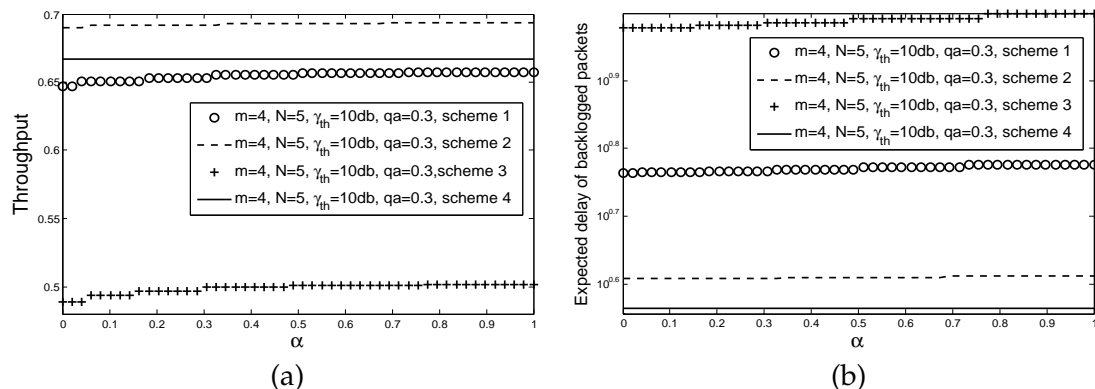 0.7
0.65
0.6
0.55
0.5
Throughput
m=4, N=5, γth=10db, qa=0.3, scheme 1
m=4, N=5, γth=10db, qa=0.3, scheme 2
m=4, N=5, γth=10db, qa=0.3,scheme 3
m=4, N=5, γth=10db, qa=0.3, scheme 4
0 0.1 0.2 0.3 0.4 0.5 0.6 0.7 0.8 0.9 1
α
(a)
10^0.9
10^0.8
10^0.7
10^0.6
Expected delay of backlogged packets
m=4, N=5, γth=10db, qa=0.3, scheme 1
m=4, N=5, γth=10db, qa=0.3, scheme 2
m=4, N=5, γth=10db, qa=0.3, scheme 3
m=4, N=5, γth=10db, qa=0.3, scheme 4
0 0.1 0.2 0.3 0.4 0.5 0.6 0.7 0.8 0.9 1
α
(b)